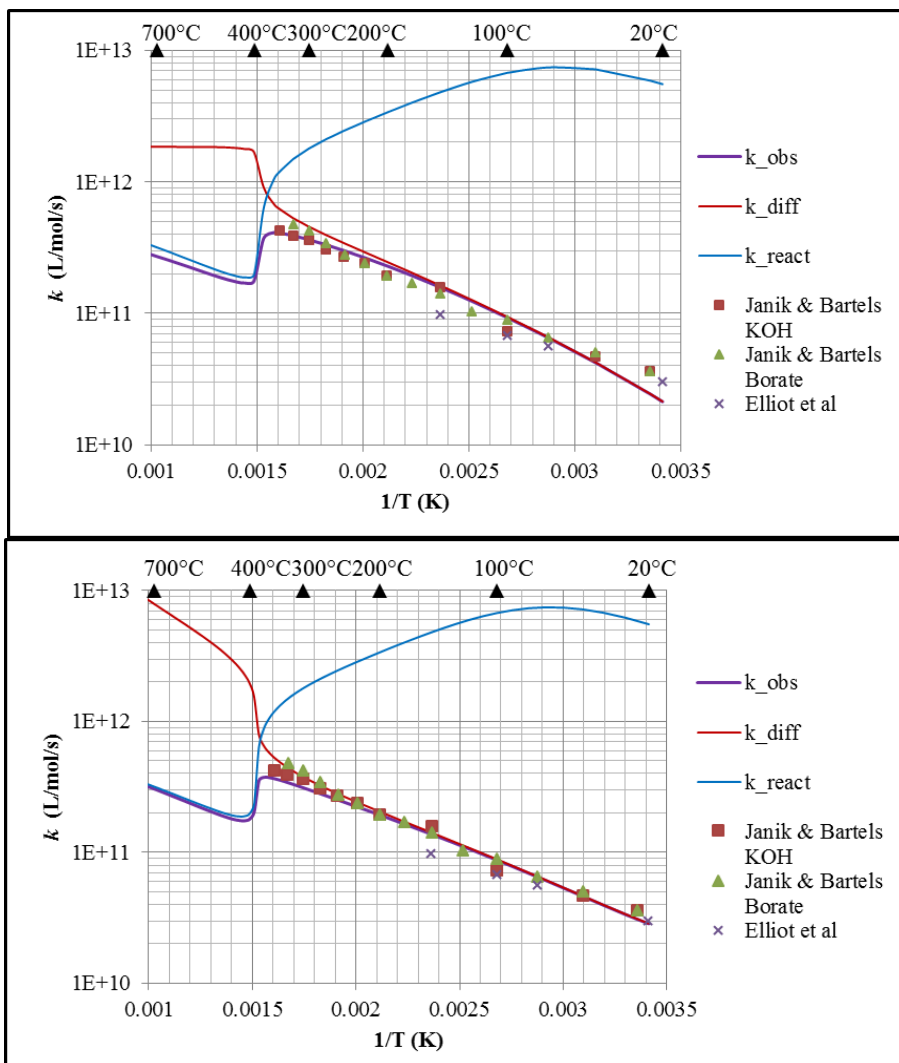 700°C 400°C 300°C 200°C 100°C 20°C
1E+13
1E+12
1E+11
1E+10
k (L/mol/s)
0.001 0.0015 0.002 0.0025 0.003 0.0035
1/T (K)
k_obs
k_diff
k_react
Janik & Bartels
KOH
Janik & Bartels
Borate
Elliot et al
700°C 400°C 300°C 200°C 100°C 20°C
1E+13
1E+12
1E+11
1E+10
k (L/mol/s)
0.001 0.0015 0.002 0.0025 0.003 0.0035
1/T (K)
k_obs
k_diff
k_react
Janik & Bartels
KOH
Janik & Bartels
Borate
Elliot et al